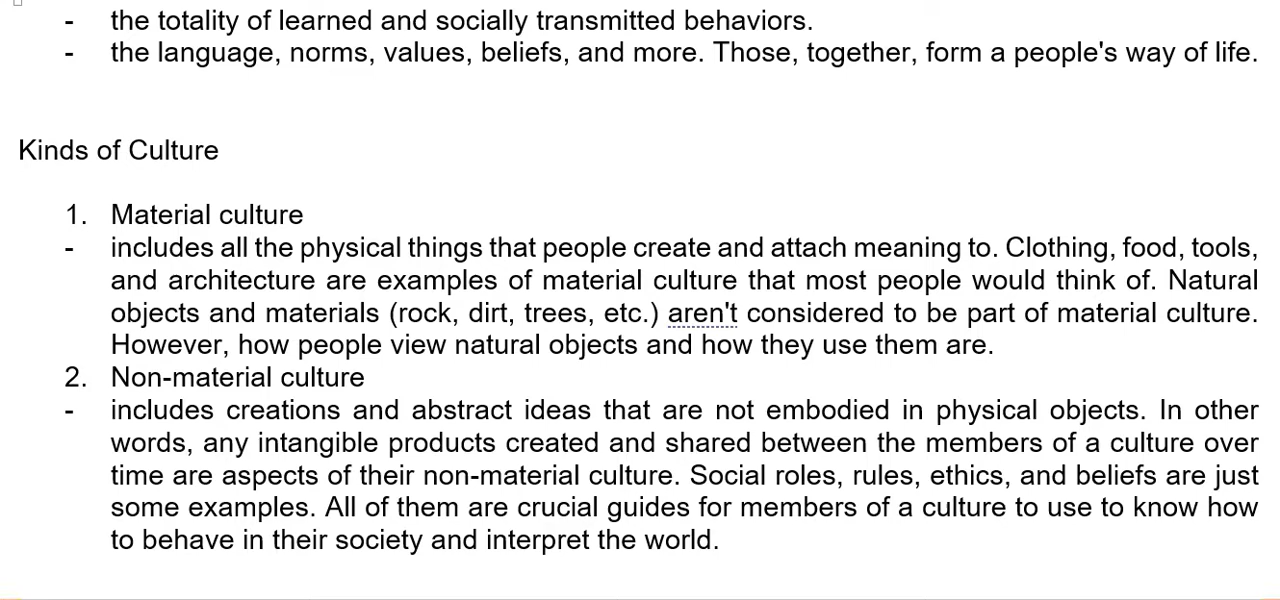 - the totality of learned and socially transmitted behaviors.
- the language, norms, values, beliefs, and more. Those, together, form a people's way of life.
Kinds of Culture
1. Material culture
- includes all the physical things that people create and attach meaning to. Clothing, food, tools,
and architecture are examples of material culture that most people would think of. Natural
objects and materials (rock, dirt, trees, etc.) aren't considered to be part of material culture.
However, how people view natural objects and how they use them are.
2. Non-material culture
- includes creations and abstract ideas that are not embodied in physical objects. In other
words, any intangible products created and shared between the members of a culture over
time are aspects of their non-material culture. Social roles, rules, ethics, and beliefs are just
some examples. All of them are crucial guides for members of a culture to use to know how
to behave in their society and interpret the world.